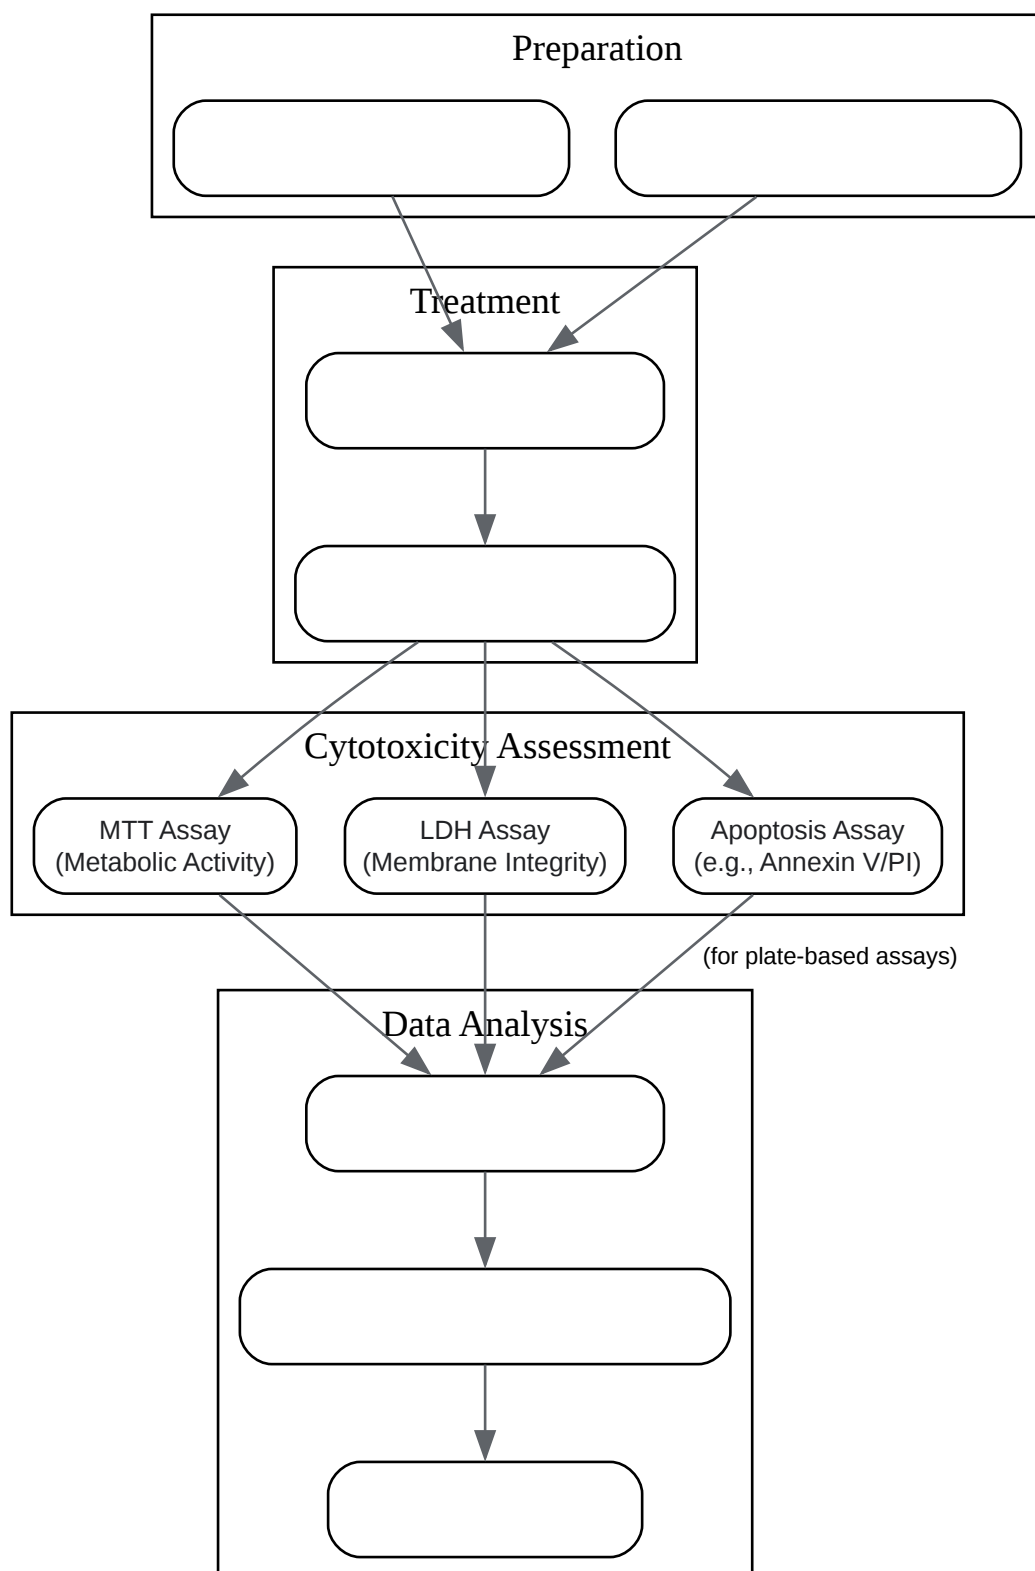 Preparation
Treatment
Cytotoxicity Assessment
MTT Assay
(Metabolic Activity)
LDH Assay
(Membrane Integrity)
Apoptosis Assay
(e.g., Annexin V/PI)
(for plate-based assays)
Data Analysis